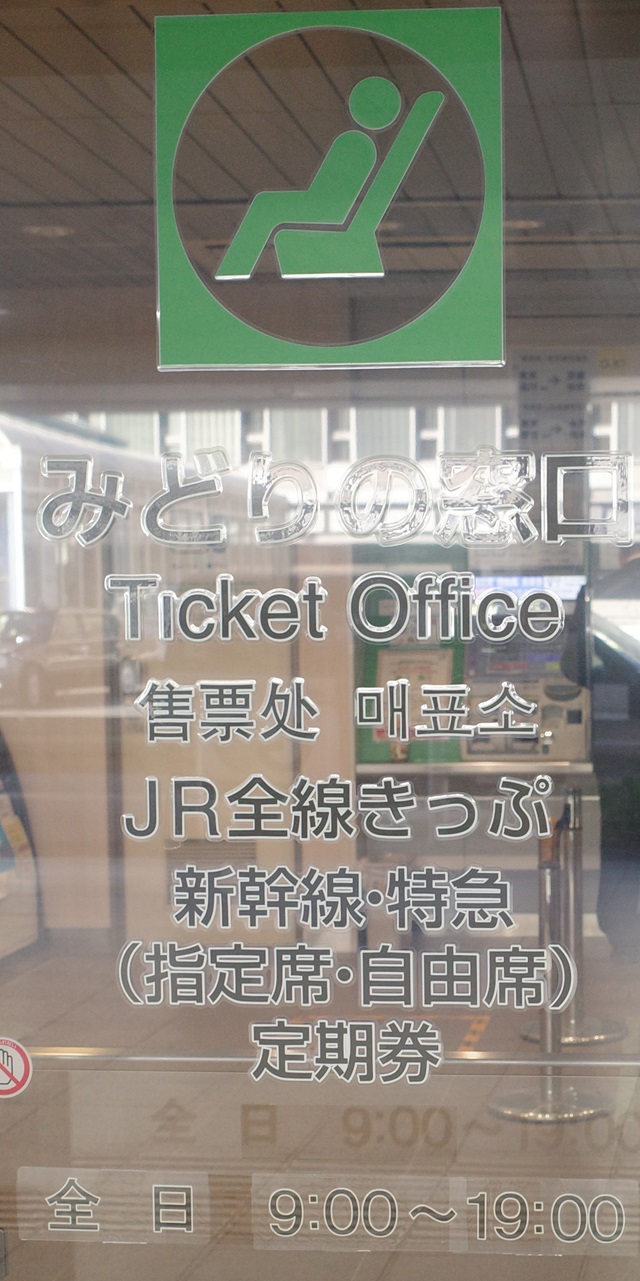 みどりの窓口
Ticket Office
售票处 매표소
JR全線きっぷ
新幹線・特急
（指定席・自由席）
定期券
全 日 9:00～19:00